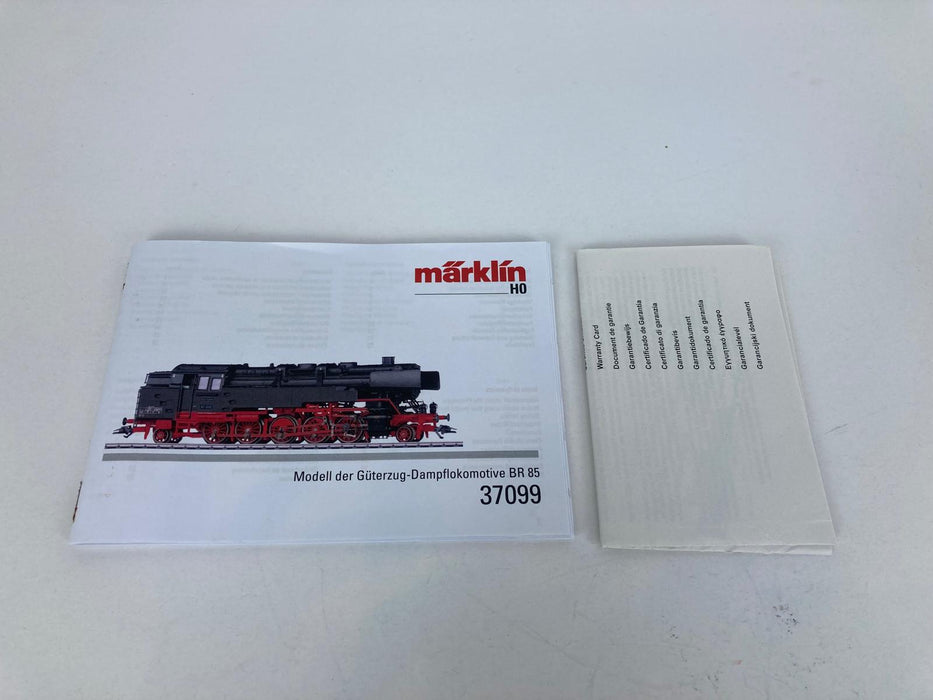 märklin
H0
Modell der Güterzug-Dampflokomotive BR 85
37099
Warranty Card
Document de garantie
Garantiebewijs
Certificado de Garantia
Certificato di garanzia
Garantibevis
Garantidokument
Certificado de garantia
Εγγυητικό έγγραφο
Garancialevél
Garancijski dokument